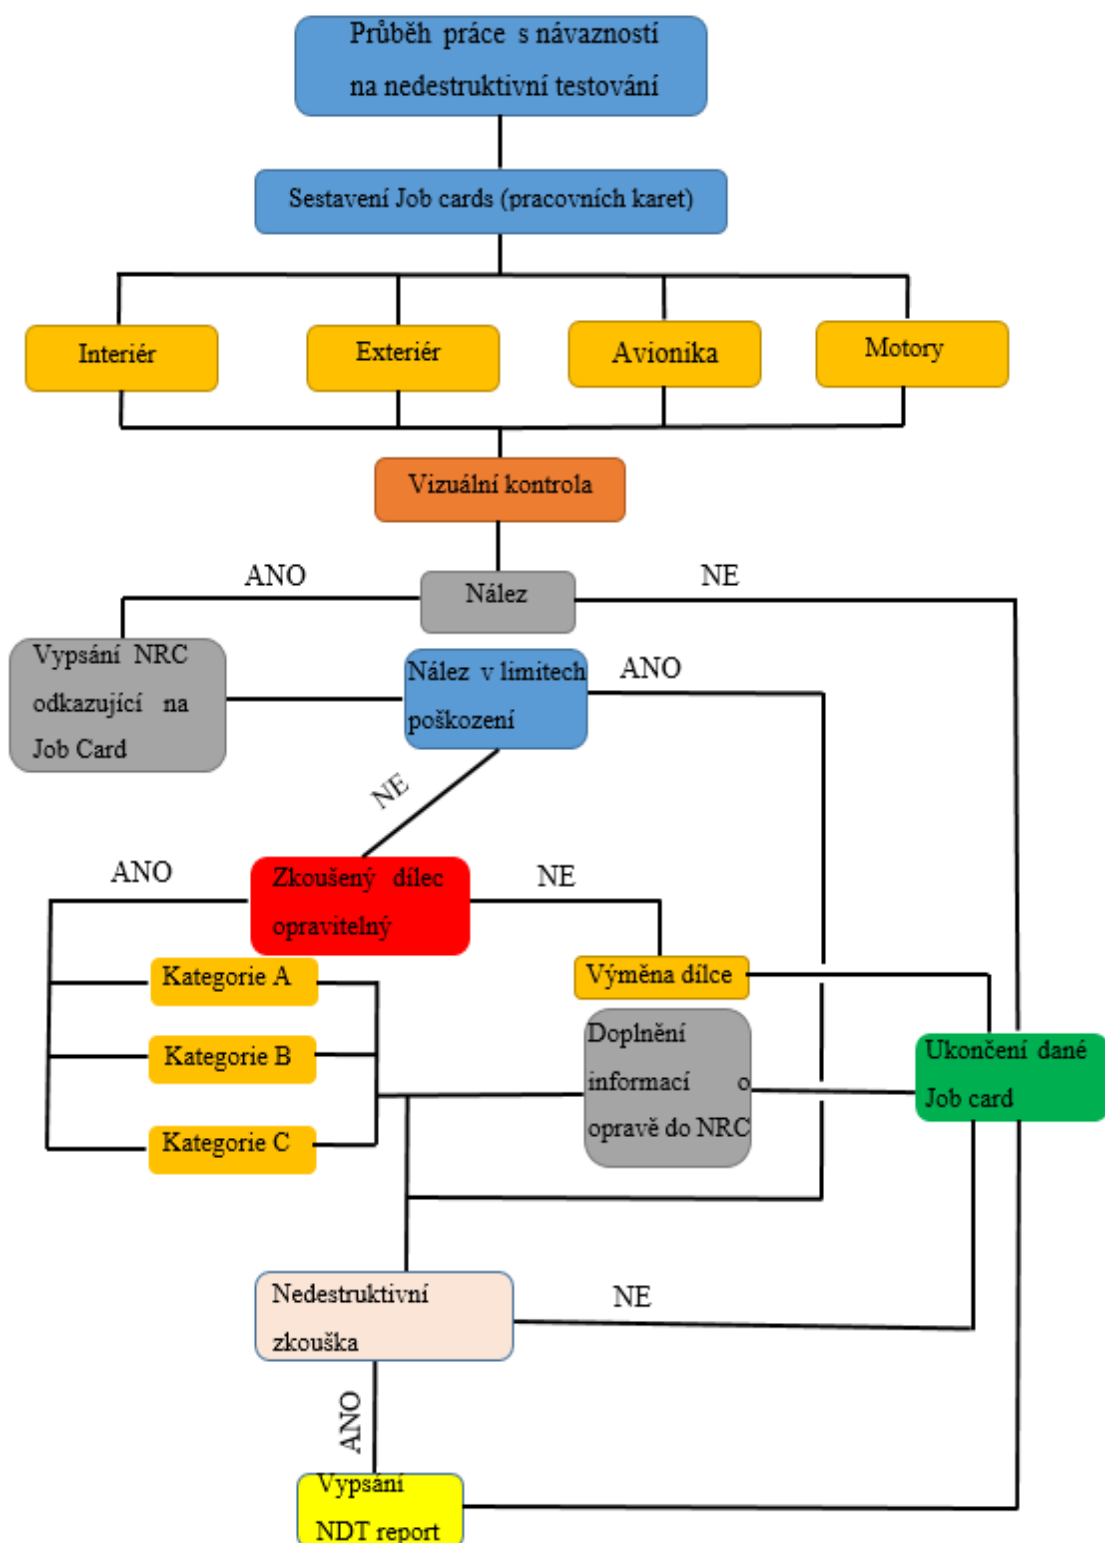 Průběh práce s návazností
na nedestruktivní testování
Sestavení Job cards (pracovních karet)
Interiér
Exteriér
Avionika
Motory
Vizuální kontrola
ANO
Nález
NE
Vypsání NRC
odkazující na
Job Card
Nález v limitech
poškození
ANO
NE
ANO
Zkoušený dílec
opravitelný
NE
Kategorie A
Výměna dílce
Kategorie B
Doplnění
informací o
opravě do NRC
Ukončení dané
Job card
Kategorie C
Nedestruktivní
zkouška
NE
ANO
Vypsání
NDT report